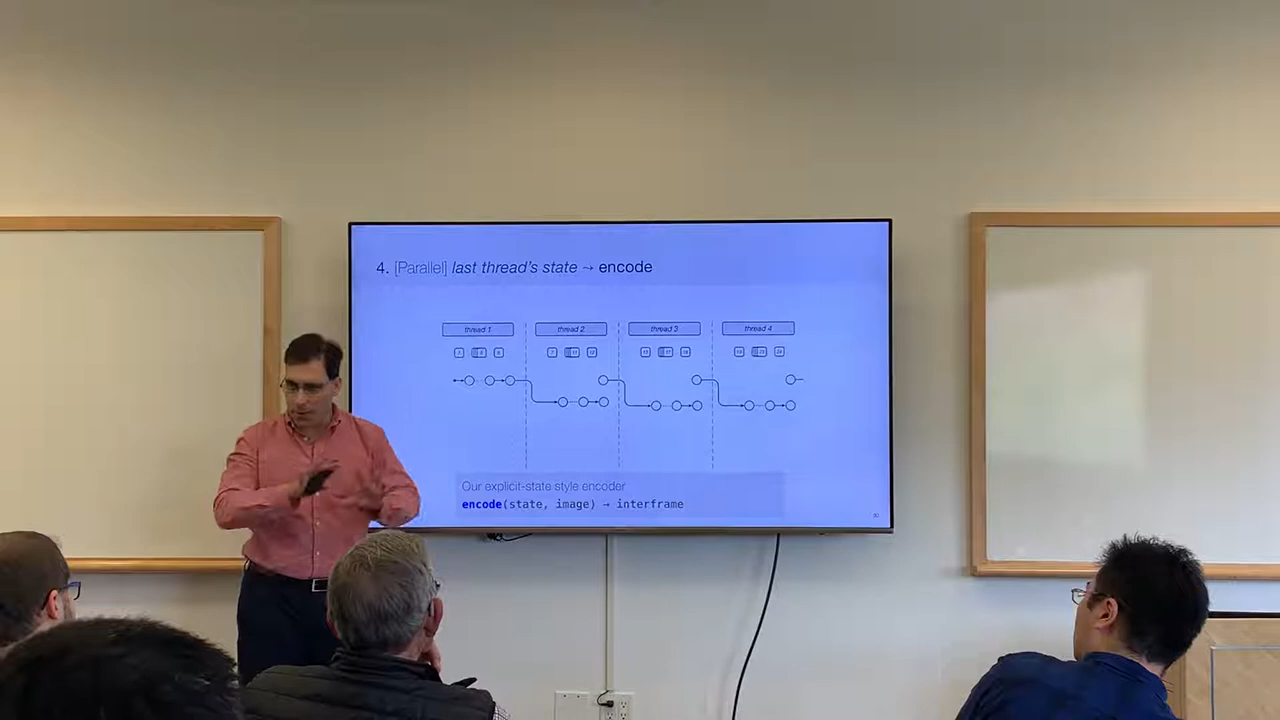 4. [Parallel] last thread's state → encode
thread 1 thread 2 thread 3 thread 4
Our explicit-state style encoder
encode(state, image) → interframe